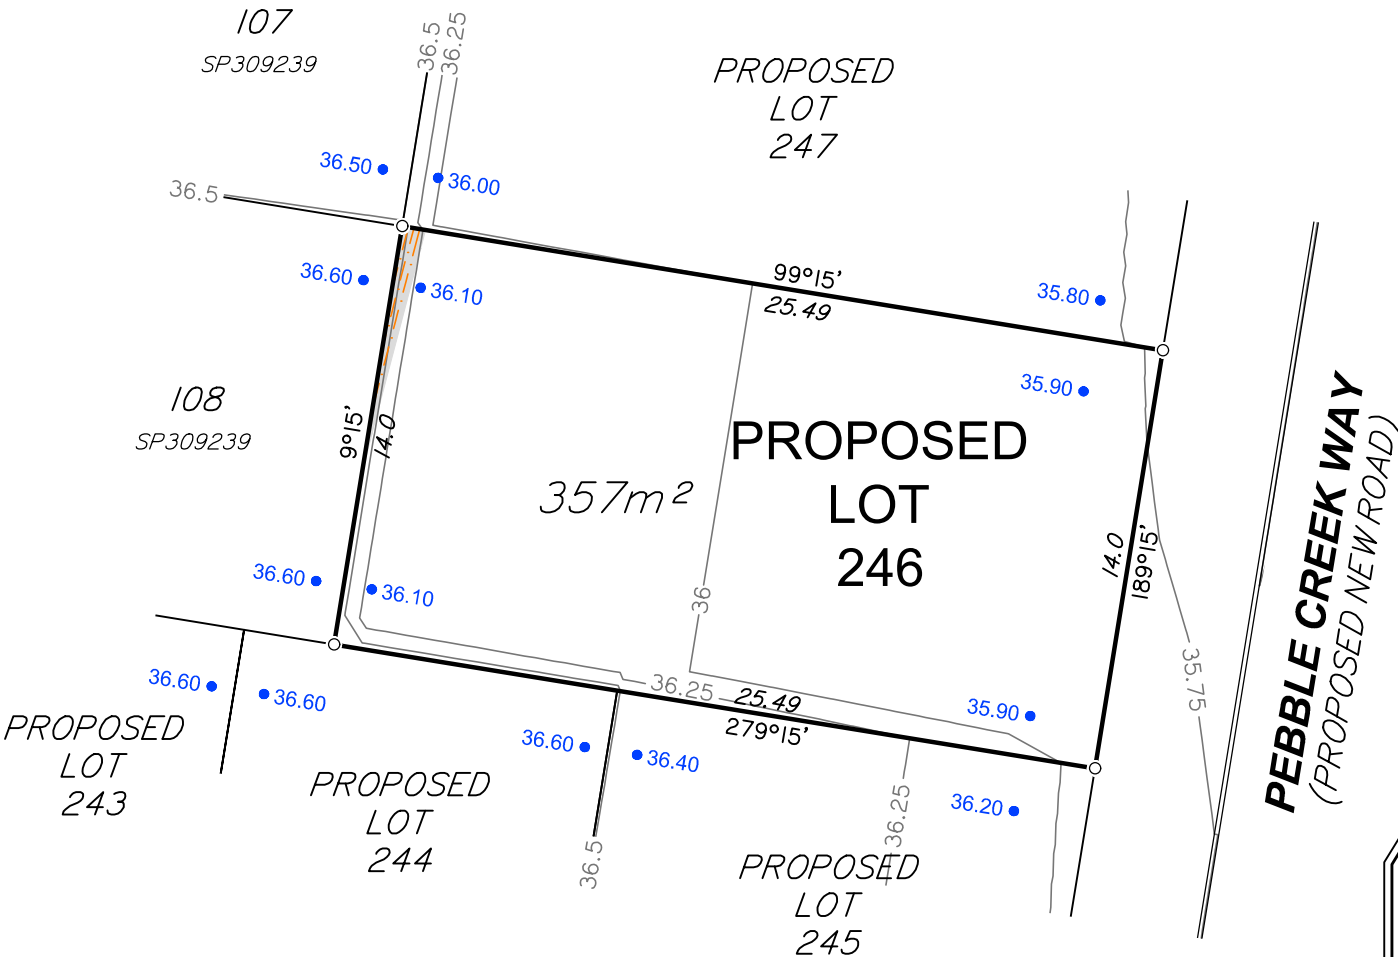 107
SP309239
36.5
36.25
PROPOSED
LOT
247
36.50
36.00
36.5
36.60
36.10
99°15'
25.49
35.80
35.90
108
SP309239
9°15'
14.0
357m²
PROPOSED
LOT
246
36
14.0
189°15'
PEBBLE CREEK WAY
(PROPOSED NEW ROAD)
36.60
36.10
35.75
36.60
36.60
36.25
25.49
279°15'
35.90
PROPOSED
LOT
243
36.60
36.40
36.20
PROPOSED
LOT
244
36.5
36.25
PROPOSED
LOT
245